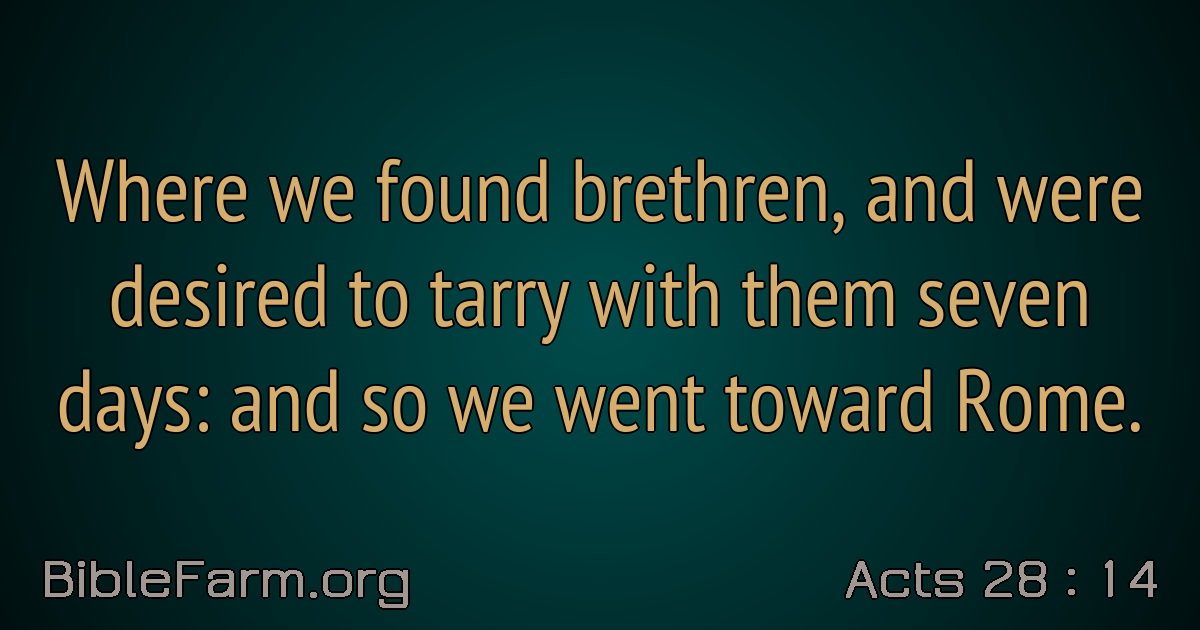 Where we found brethren, and were
desired to tarry with them seven
days: and so we went toward Rome.
BibleFarm.org
Acts 28 : 14